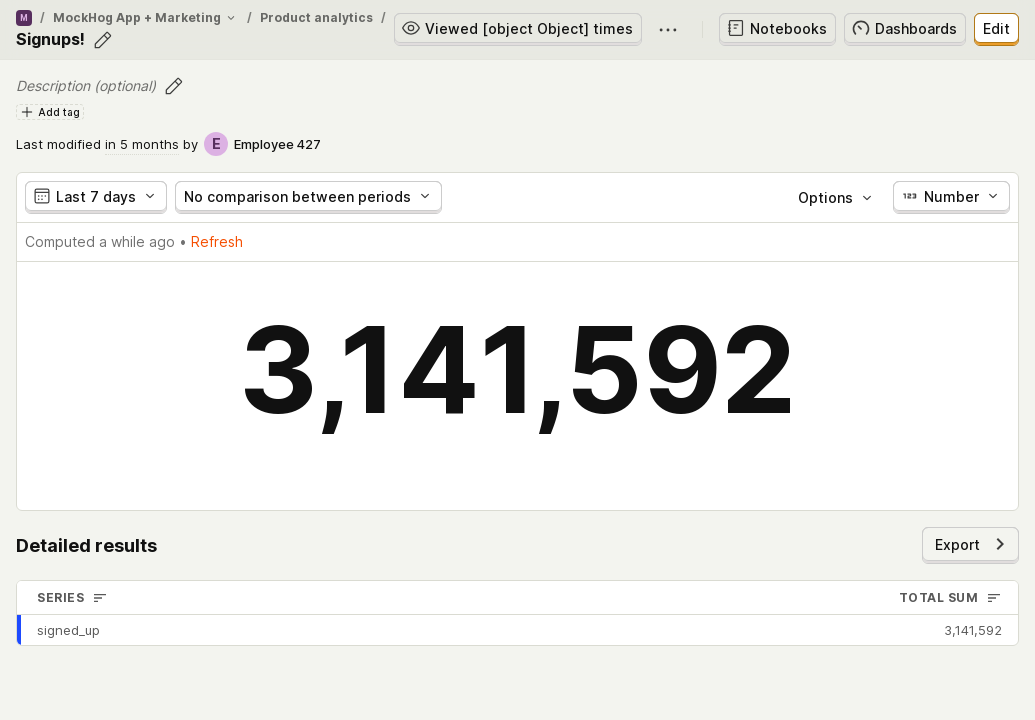 M / MockHog App + Marketing / Product analytics /
Signups!
Viewed [object Object] times
Notebooks
Dashboards
Edit
Description (optional)
Add tag
Last modified in 5 months by E Employee 427
Last 7 days
No comparison between periods
Options
Number
Computed a while ago • Refresh
3,141,592
Detailed results
Export
SERIES TOTAL SUM
signed_up 3,141,592